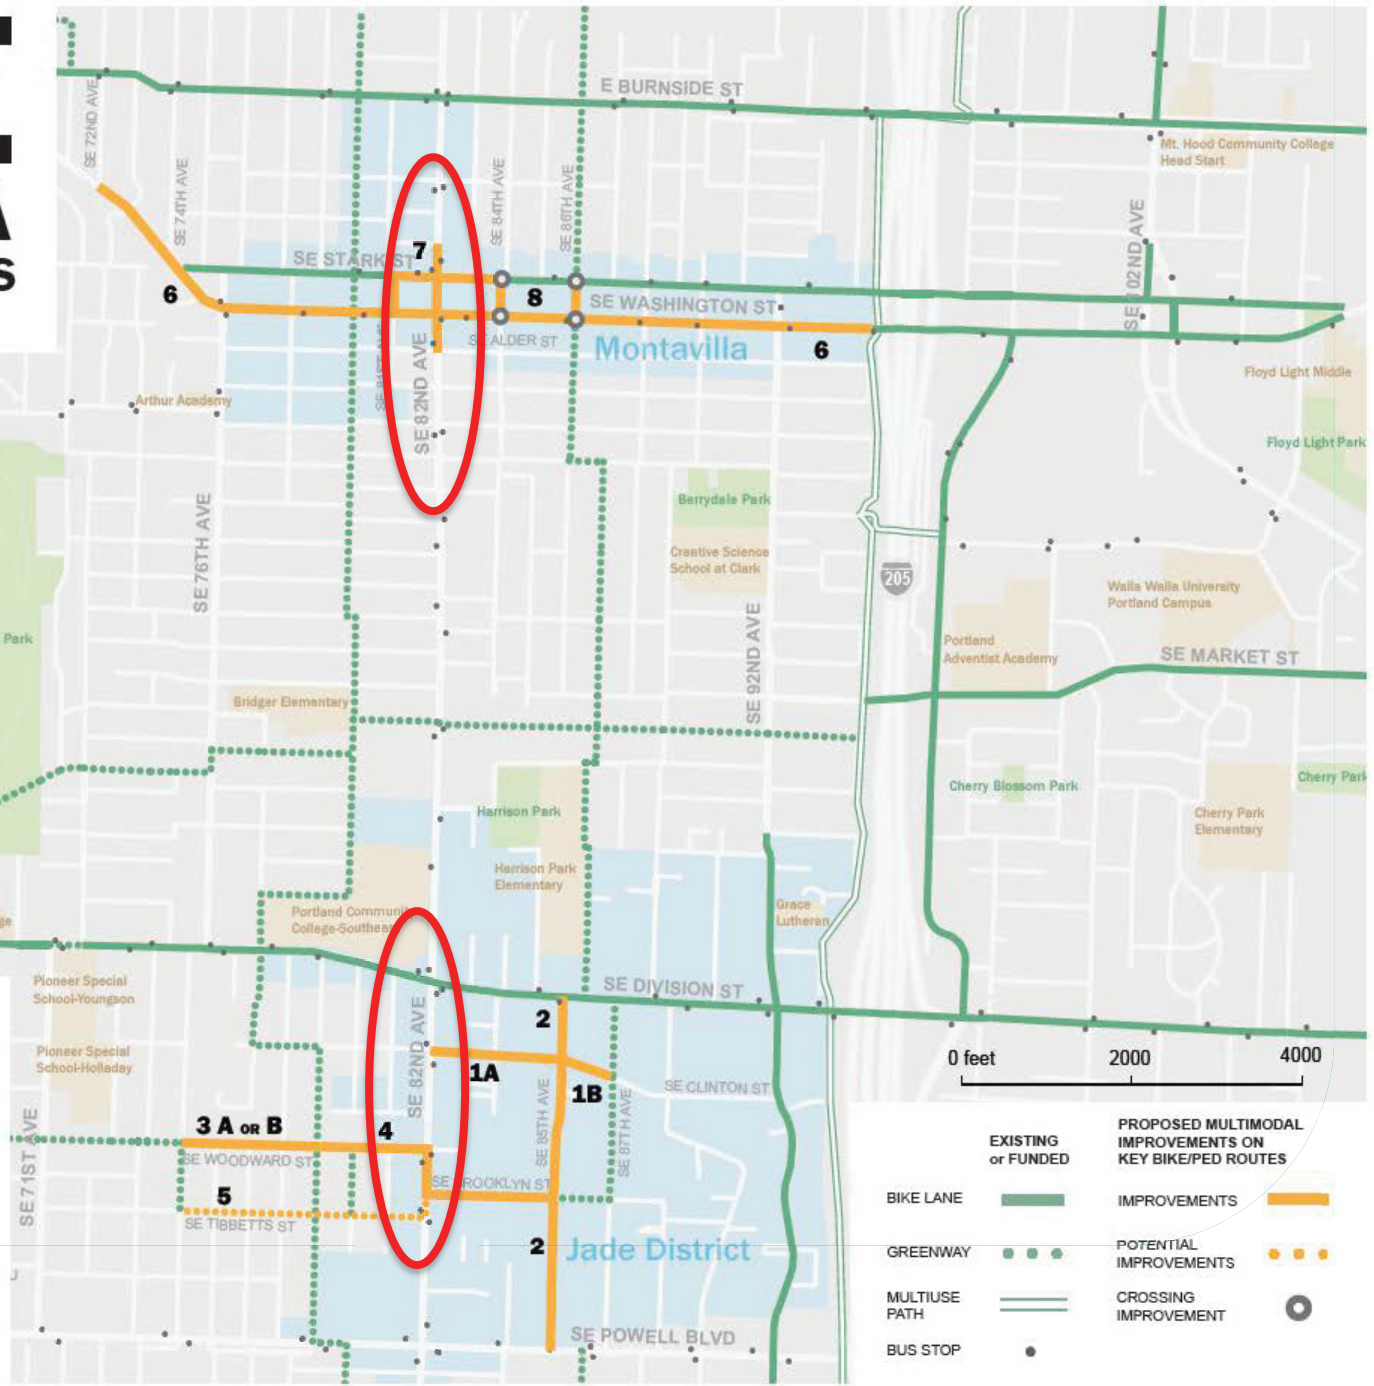 A
S
E BURNSIDE ST
SE 72ND AVE
Mt. Hood Community College
Head Start
SE 74TH AVE
SE 84TH AVE
SE 86TH AVE
SE 102ND AVE
7
SE STARK ST
6
8
SE WASHINGTON ST
SE ALDER ST
Montavilla
6
SE 82ND AVE
Arthur Academy
Floyd Light Middle
Floyd Light Park
Berrydale Park
SE 76TH AVE
Creative Science
School at Clark
205
Walla Walla University
Portland Campus
Park
SE 92ND AVE
Portland
Adventist Academy
SE MARKET ST
Bridger Elementary
Cherry Blossom Park
Cherry Park
Harrison Park
Cherry Park
Elementary
Harrison Park
Elementary
Portland Communi
College-Southeas
Grace
Lutheran
ge
Pioneer Special
School-Youngson
SE DIVISION ST
2
SE 82ND AVE
Pioneer Special
School-Holladay
1A
1B
SE CLINTON ST
0 feet
2000
4000
SE 85TH AVE
SE 87TH AVE
3 A OR B
4
SE WOODWARD ST
SE 71ST AVE
5
SE BROOKLYN ST
SE TIBBETTS ST
2
Jade District
SE POWELL BLVD
EXISTING
or FUNDED
PROPOSED MULTIMODAL
IMPROVEMENTS ON
KEY BIKE/PED ROUTES
BIKE LANE
IMPROVEMENTS
GREENWAY
POTENTIAL
IMPROVEMENTS
MULTIUSE
PATH
CROSSING
IMPROVEMENT
BUS STOP